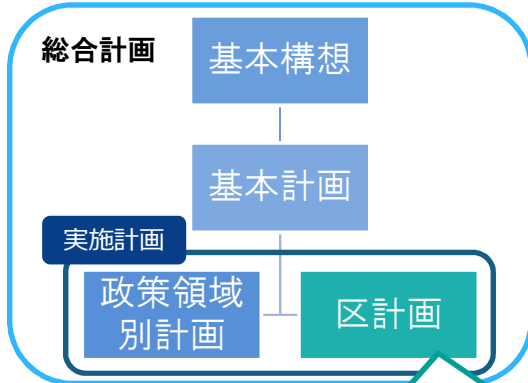 総合計画
基本構想
基本計画
実施計画
政策領域
別計画
区計画